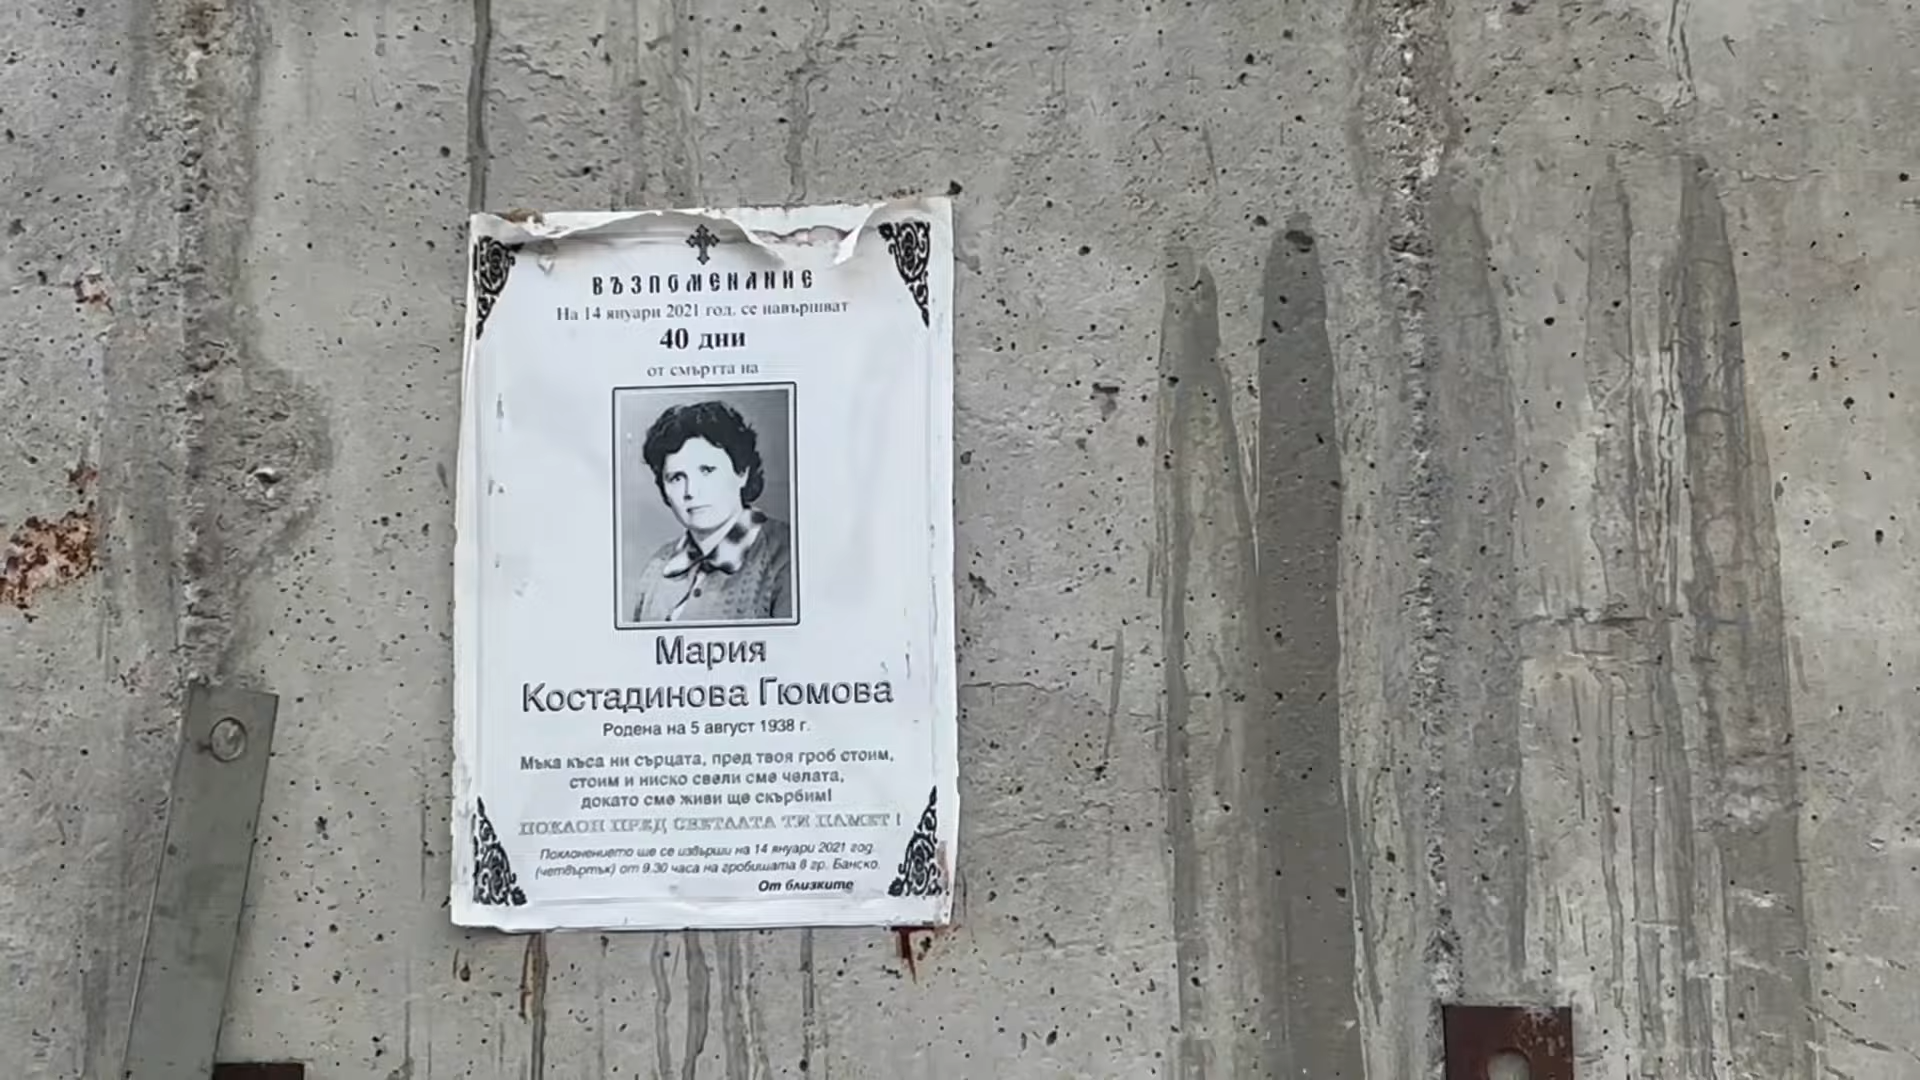 ВЪЗПОМЕНАНИЕ
На 14 януари 2021 год. се навършват
40 дни
от смъртта на
Мария
Костадинова Гюмова
Родена на 5 август 1938 г.
Мъка къса ни сърцата, пред твоя гроб стоим,
стоим и ниско свели сме челата,
докато сме живи ще скърбим!
ПОКЛОН ПРЕД СВЕТЛАТА ТИ ПАМЕТ !
Поклонението ще се извърши на 14 януари 2021 год.
(четвъртък) от 9.30 часа на гробищата в гр. Банско.
От близките